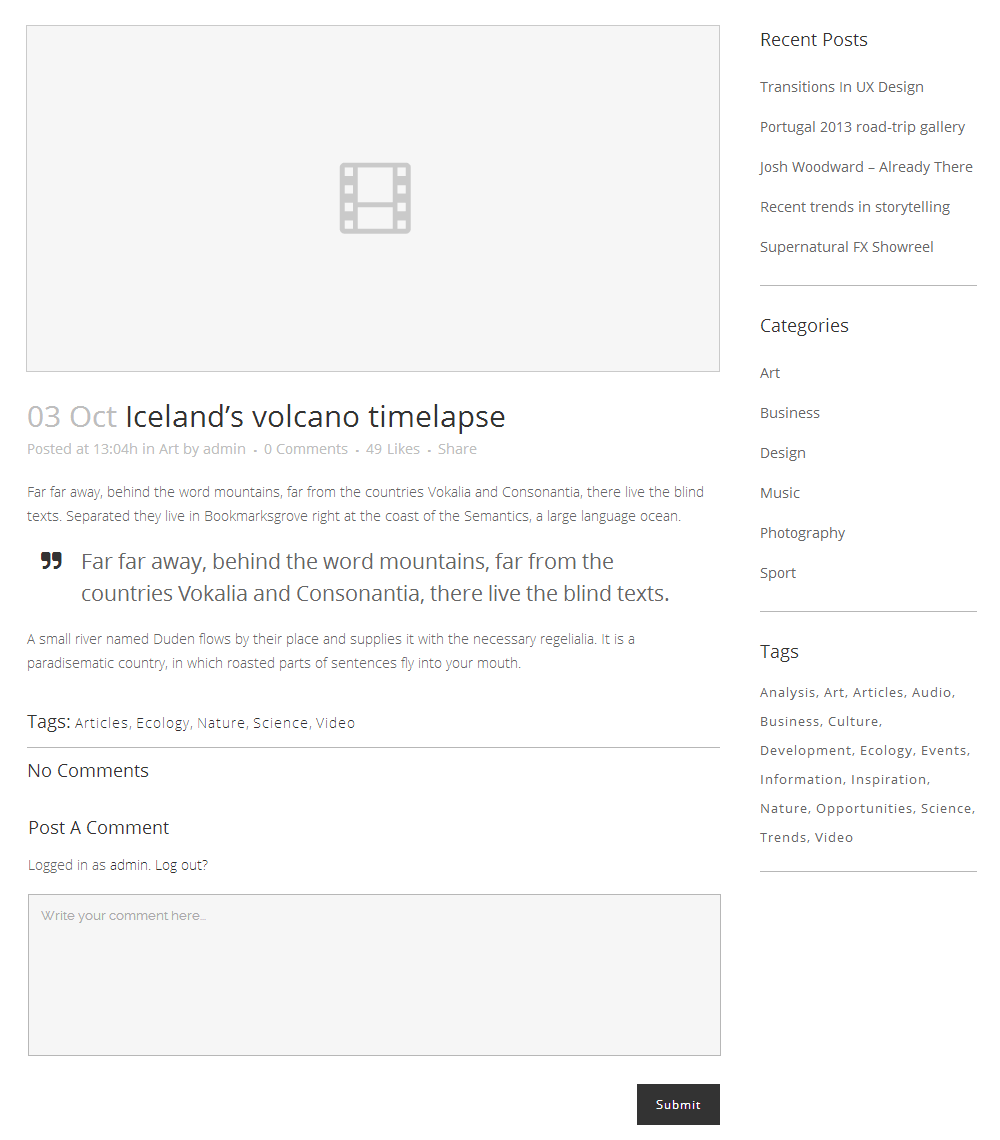 03 Oct Iceland’s volcano timelapse
Posted at 13:04h in Art by admin • 0 Comments • 49 Likes • Share
Far far away, behind the word mountains, far from the countries Vokalia and Consonantia, there live the blind
texts. Separated they live in Bookmarksgrove right at the coast of the Semantics, a large language ocean.
” Far far away, behind the word mountains, far from the
countries Vokalia and Consonantia, there live the blind texts.
A small river named Duden flows by their place and supplies it with the necessary regelialia. It is a
paradisematic country, in which roasted parts of sentences fly into your mouth.
Tags: Articles, Ecology, Nature, Science, Video
No Comments
Post A Comment
Logged in as admin. Log out?
Write your comment here...
Submit
Recent Posts
Transitions In UX Design
Portugal 2013 road-trip gallery
Josh Woodward – Already There
Recent trends in storytelling
Supernatural FX Showreel
Categories
Art
Business
Design
Music
Photography
Sport
Tags
Analysis, Art, Articles, Audio,
Business, Culture,
Development, Ecology, Events,
Information, Inspiration,
Nature, Opportunities, Science,
Trends, Video